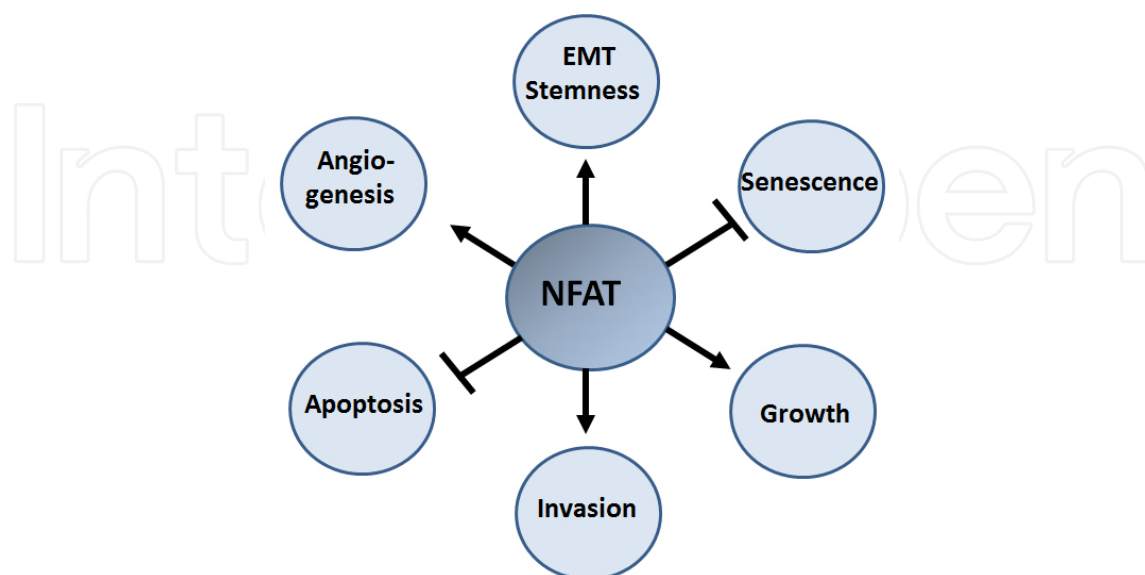 EMT
Stemness
Angio-
genesis
Senescence
NFAT
Apoptosis
Growth
Invasion